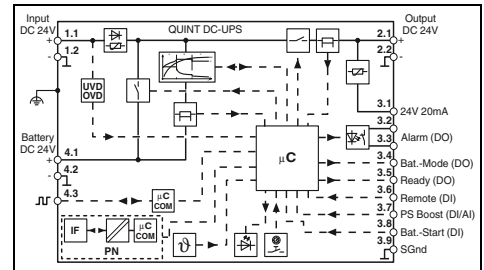 Input
DC 24V
+
1.1
1.2
-
QUINT DC-UPS
Output
DC 24V
2.1
+
2.2
-
UVD
OVD
3.1
24V 20mA
3.2
3.3
Alarm (DO)
Battery
DC 24V
4.1
+
4.2
-
4.3
µC
3.4
Bat.-Mode (DO)
3.5
Ready (DO)
3.6
Remote (DI)
3.7
PS Boost (DI/AI)
3.8
Bat.-Start (DI)
3.9
SGnd
µC
COM
IF
µC
COM
PN
ϑ